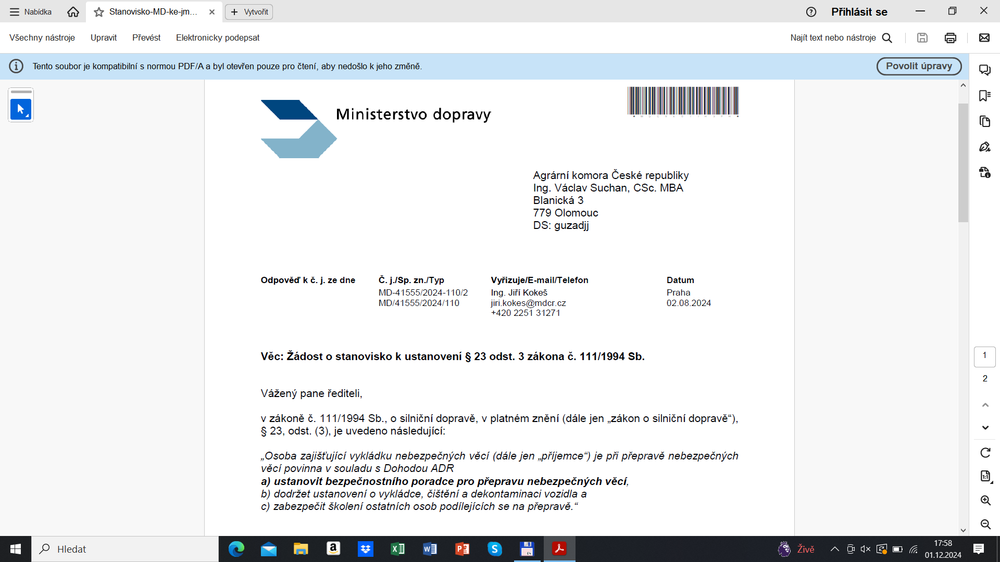 Nabídka
Stanovisko-MD-ke-jm...
Vytvořit
Přihlásit se
Všechny nástroje
Upravit
Převést
Elektronicky podepsat
Najít text nebo nástroje
Tento soubor je kompatibilní s normou PDF/A a byl otevřen pouze pro čtení, aby nedošlo k jeho změně.
Povolit úpravy
Ministerstvo dopravy
Agrární komora České republiky
Ing. Václav Suchan, CSc. MBA
Blanická 3
779 Olomouc
DS: guzadjj
Odpověď k č. j. ze dne
Č. j./Sp. zn./Typ
MD-41555/2024-110/2
MD/41555/2024/110
Vyřizuje/E-mail/Telefon
Ing. Jiří Kokeš
jiri.kokes@mdcr.cz
+420 2251 31271
Datum
Praha
02.08.2024
Věc: Žádost o stanovisko k ustanovení § 23 odst. 3 zákona č. 111/1994 Sb.
Vážený pane řediteli,
v zákoně č. 111/1994 Sb., o silniční dopravě, v platném znění (dále jen „zákon o silniční dopravě“),
§ 23, odst. (3), je uvedeno následující:
„Osoba zajišťující vykládku nebezpečných věcí (dále jen „příjemce“) je při přepravě nebezpečných
věcí povinna v souladu s Dohodou ADR
a) ustanovit bezpečnostního poradce pro přepravu nebezpečných věcí,
b) dodržet ustanovení o vykládce, čištění a dekontaminaci vozidla a
c) zabezpečit školení ostatních osob podílejících se na přepravě.“
1
2
1:1
Hledat
64
Živě
17:58
01.12.2024